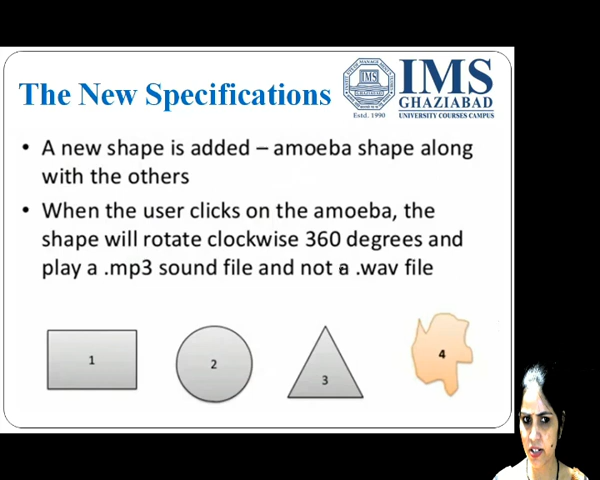 The New Specifications
IMS
IMS
GHAZIABAD
UNIVERSITY COURSES CAMPUS
Estd. 1990
• A new shape is added – amoeba shape along
with the others
• When the user clicks on the amoeba, the
shape will rotate clockwise 360 degrees and
play a .mp3 sound file and not a .wav file
1
2
3
4